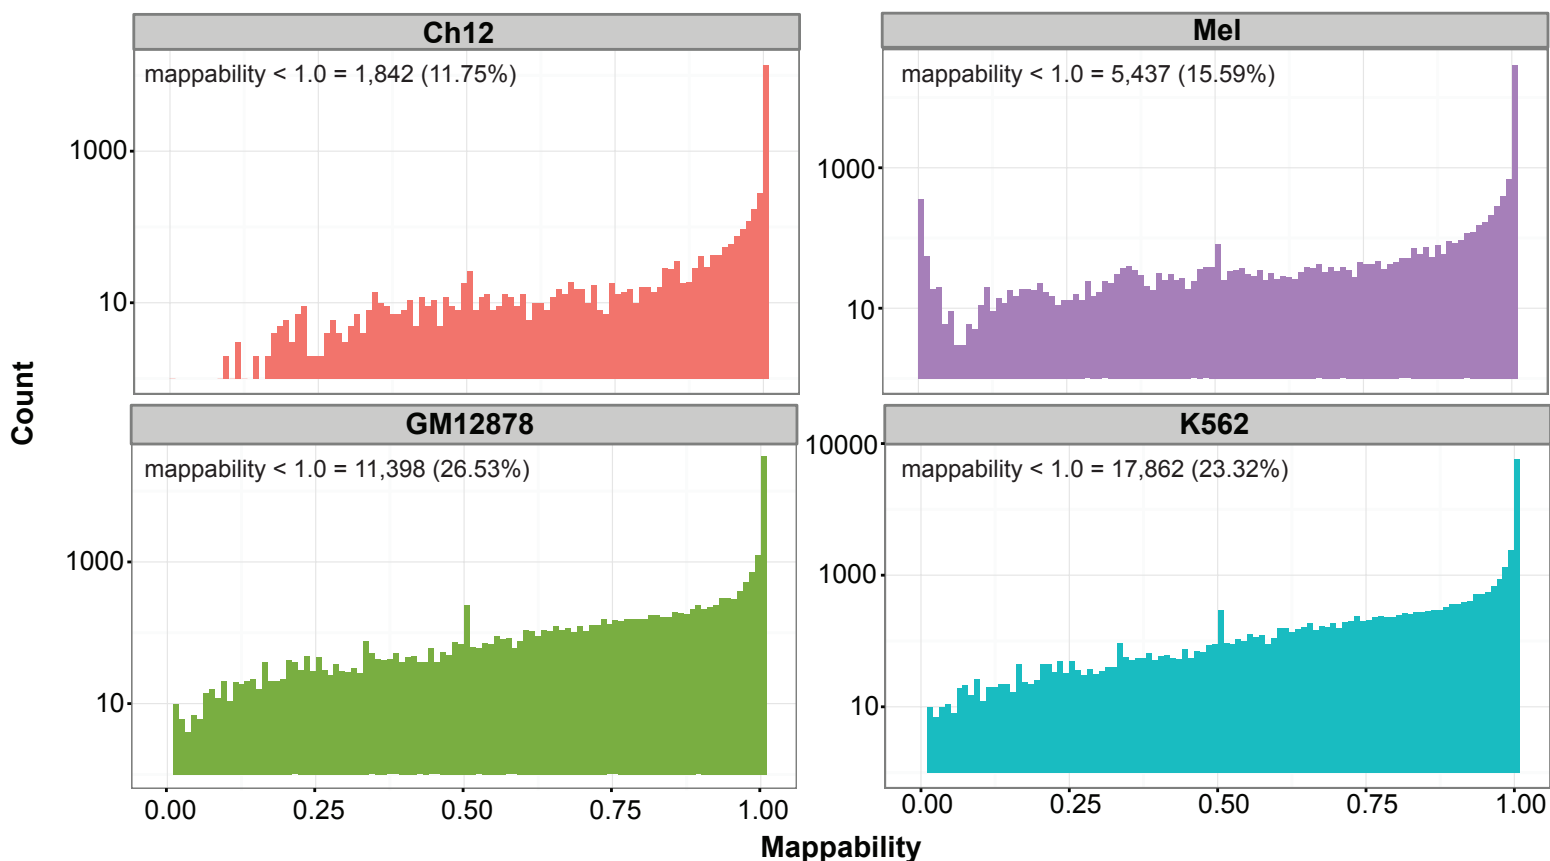 Ch12
mappability < 1.0 = 1,842 (11.75%)
1000
10
Mel
mappability < 1.0 = 5,437 (15.59%)
1000
10
Count
GM12878
mappability < 1.0 = 11,398 (26.53%)
1000
10
0.00 0.25 0.50 0.75 1.00
K562
mappability < 1.0 = 17,862 (23.32%)
10000
1000
10
0.00 0.25 0.50 0.75 1.00
Mappability